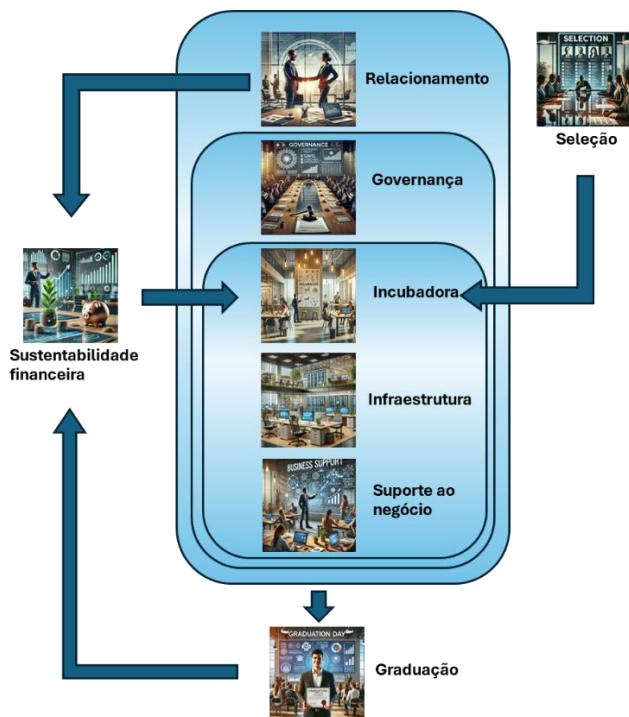 SELECTION
Relacionamento
Seleção
GOVERNANCE
Governança
Incubadora
Sustentabilidade
financeira
Infraestrutura
BUSINESS SUPPORT
Suporte ao
negócio
GRADUATION DAY
Graduação